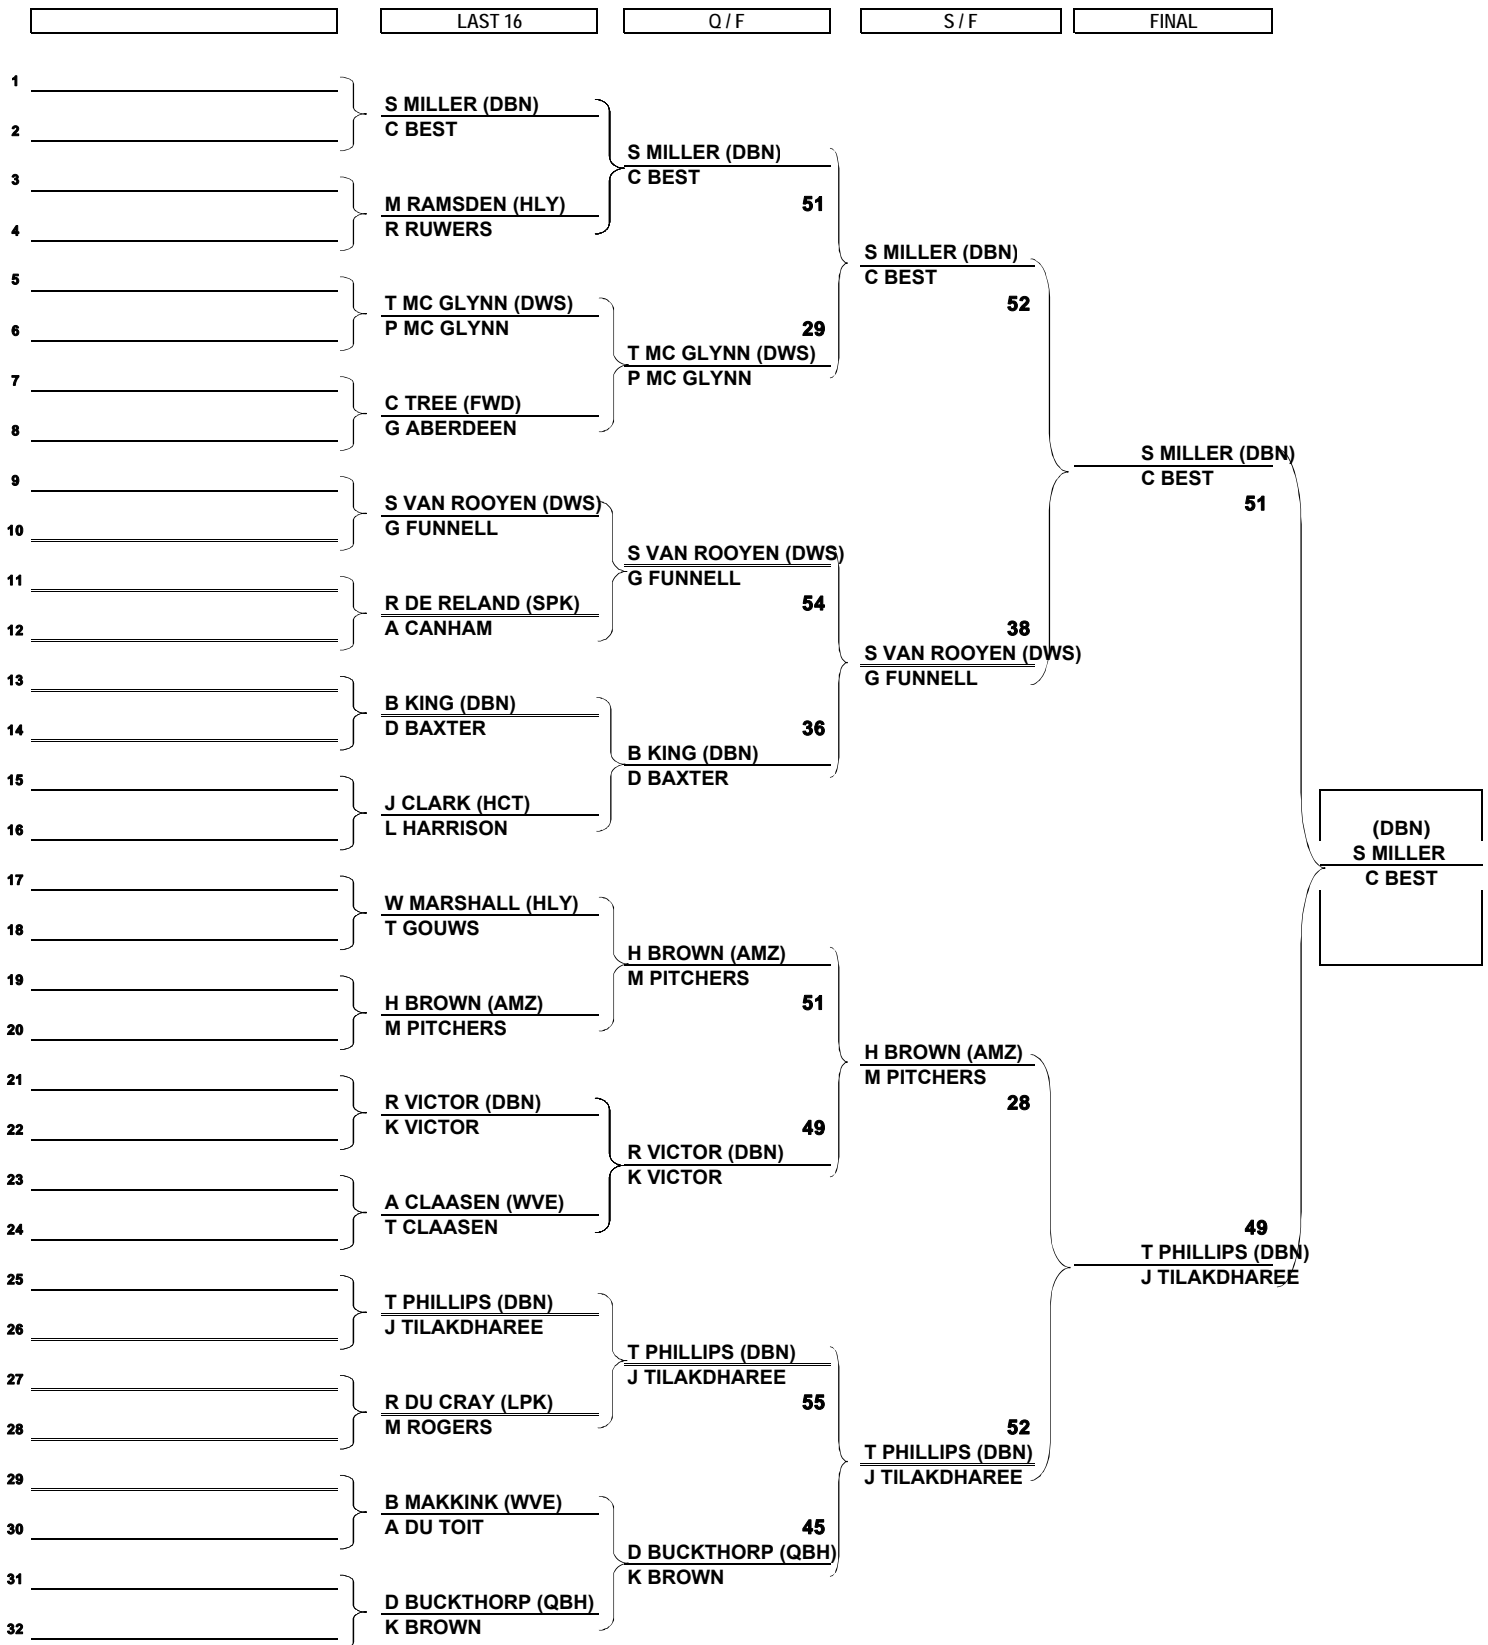 LAST 16
Q / F
S / F
FINAL
1
2
3
4
5
6
7
8
9
10
11
12
13
14
15
16
17
18
19
20
21
22
23
24
25
26
27
28
29
30
31
32
S MILLER (DBN)
C BEST
M RAMSDEN (HLY)
R RUWERS
T MC GLYNN (DWS)
P MC GLYNN
C TREE (FWD)
G ABERDEEN
S VAN ROOYEN (DWS)
G FUNNELL
R DE RELAND (SPK)
A CANHAM
B KING (DBN)
D BAXTER
J CLARK (HCT)
L HARRISON
W MARSHALL (HLY)
T GOUWS
H BROWN (AMZ)
M PITCHERS
R VICTOR (DBN)
K VICTOR
A CLAASEN (WVE)
T CLAASEN
T PHILLIPS (DBN)
J TILAKDHAREE
R DU CRAY (LPK)
M ROGERS
B MAKKINK (WVE)
A DU TOIT
D BUCKTHORP (QBH)
K BROWN
S MILLER (DBN)
C BEST
51
29
T MC GLYNN (DWS)
P MC GLYNN
S VAN ROOYEN (DWS)
G FUNNELL
54
36
B KING (DBN)
D BAXTER
H BROWN (AMZ)
M PITCHERS
51
49
R VICTOR (DBN)
K VICTOR
T PHILLIPS (DBN)
J TILAKDHAREE
55
45
D BUCKTHORP (QBH)
K BROWN
S MILLER (DBN)
C BEST
52
38
S VAN ROOYEN (DWS)
G FUNNELL
H BROWN (AMZ)
M PITCHERS
28
52
T PHILLIPS (DBN)
J TILAKDHAREE
S MILLER (DBN)
C BEST
51
49
T PHILLIPS (DBN)
J TILAKDHAREE
(DBN)
S MILLER
C BEST